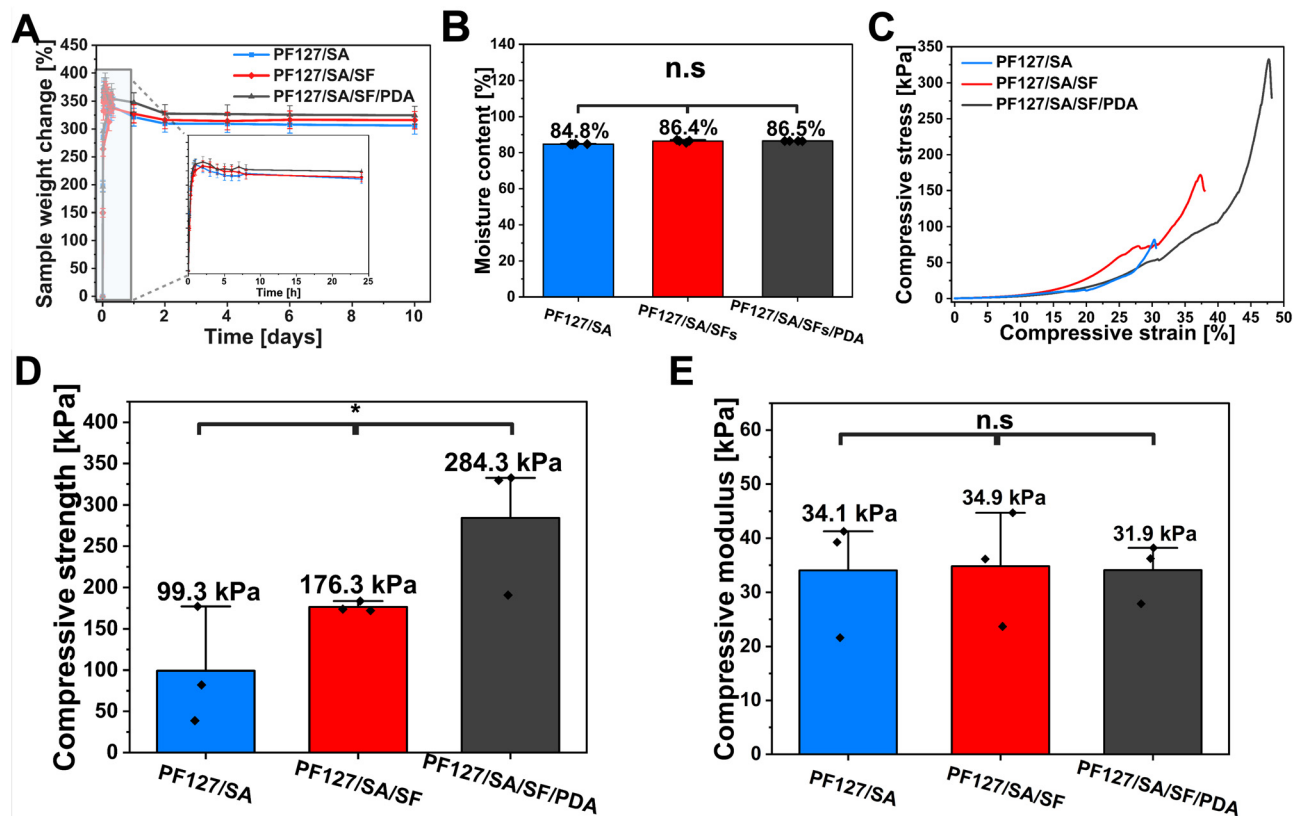 A
Sample weight change [%]
450
400
350
300
250
200
150
100
50
0
PF127/SA
PF127/SA/SF
PF127/SA/SF/PDA
0 5 10 15 20 25
Time [h]
0 2 4 6 8 10
Time [days]
B
Moisture content [%]
140
120
100
80
60
40
20
0
n.s
84.8% 86.4% 86.5%
PF127/SA PF127/SA/SFs PF127/SA/SFs/PDA
C
Compressive stress [kPa]
350
300
250
200
150
100
50
0
PF127/SA
PF127/SA/SF
PF127/SA/SF/PDA
0 5 10 15 20 25 30 35 40 45 50
Compressive strain [%]
D
Compressive strength [kPa]
400
350
300
250
200
150
100
50
0
*
99.3 kPa
176.3 kPa
284.3 kPa
PF127/SA PF127/SA/SF PF127/SA/SF/PDA
E
Compressive modulus [kPa]
60
50
40
30
20
10
0
n.s
34.1 kPa
34.9 kPa
31.9 kPa
PF127/SA PF127/SA/SF PF127/SA/SF/PDA